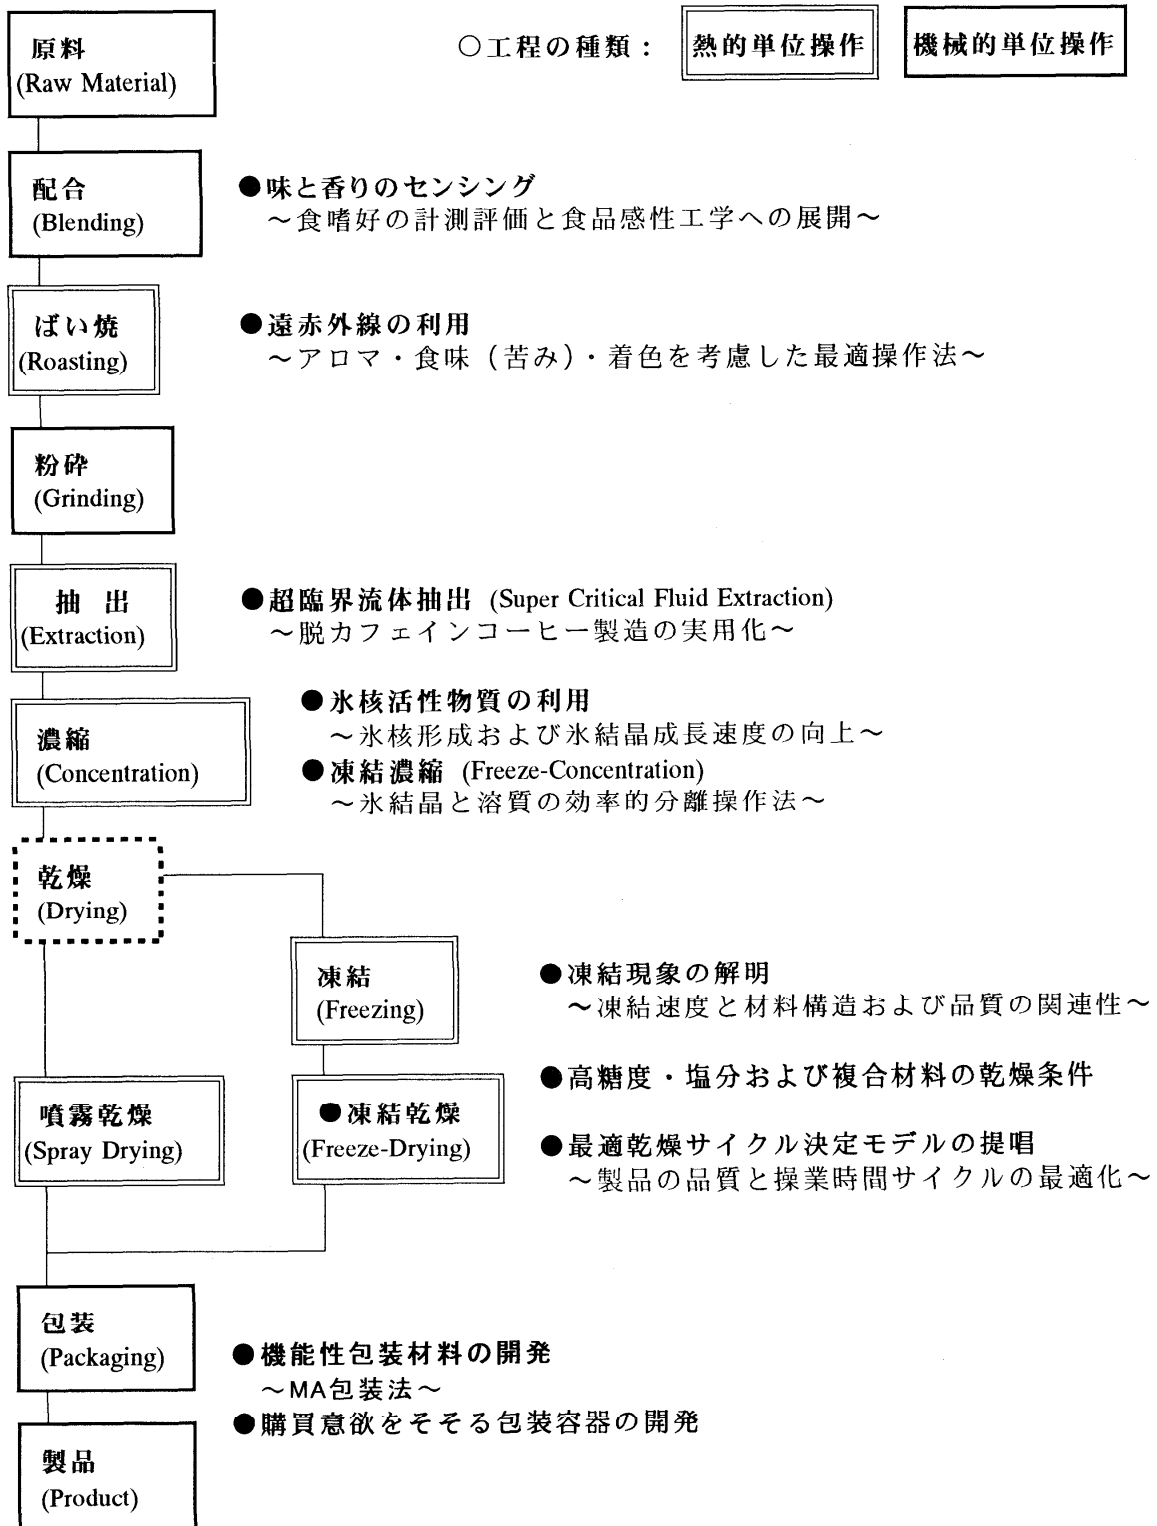 原料
(Raw Material)
○工程の種類：
熱的単位操作
機械的単位操作
配合
(Blending)
●味と香りのセンシング
～食嗜好の計測評価と食品感性工学への展開～
ばい焼
(Roasting)
●遠赤外線の利用
～アロマ・食味（苦み）・着色を考慮した最適操作法～
粉砕
(Grinding)
抽出
(Extraction)
●超臨界流体抽出 (Super Critical Fluid Extraction)
～脱カフェインコーヒー製造の実用化～
濃縮
(Concentration)
●氷核活性物質の利用
～氷核形成および氷結晶成長速度の向上～
●凍結濃縮 (Freeze-Concentration)
～氷結晶と溶質の効率的分離操作法～
乾燥
(Drying)
凍結
(Freezing)
●凍結現象の解明
～凍結速度と材料構造および品質の関連性～
噴霧乾燥
(Spray Drying)
●凍結乾燥
(Freeze-Drying)
●高糖度・塩分および複合材料の乾燥条件
●最適乾燥サイクル決定モデルの提唱
～製品の品質と操業時間サイクルの最適化～
包装
(Packaging)
●機能性包装材料の開発
～MA包装法～
●購買意欲をそそる包装容器の開発
製品
(Product)